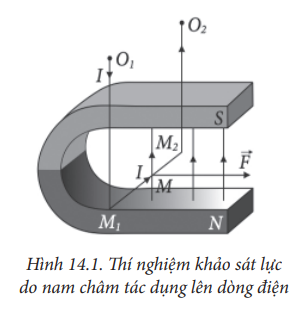 O₂
O₁
I
S
M₂
I
F⃗
M
M₁
N
Hình 14.1. Thí nghiệm khảo sát lực
do nam châm tác dụng lên dòng điện